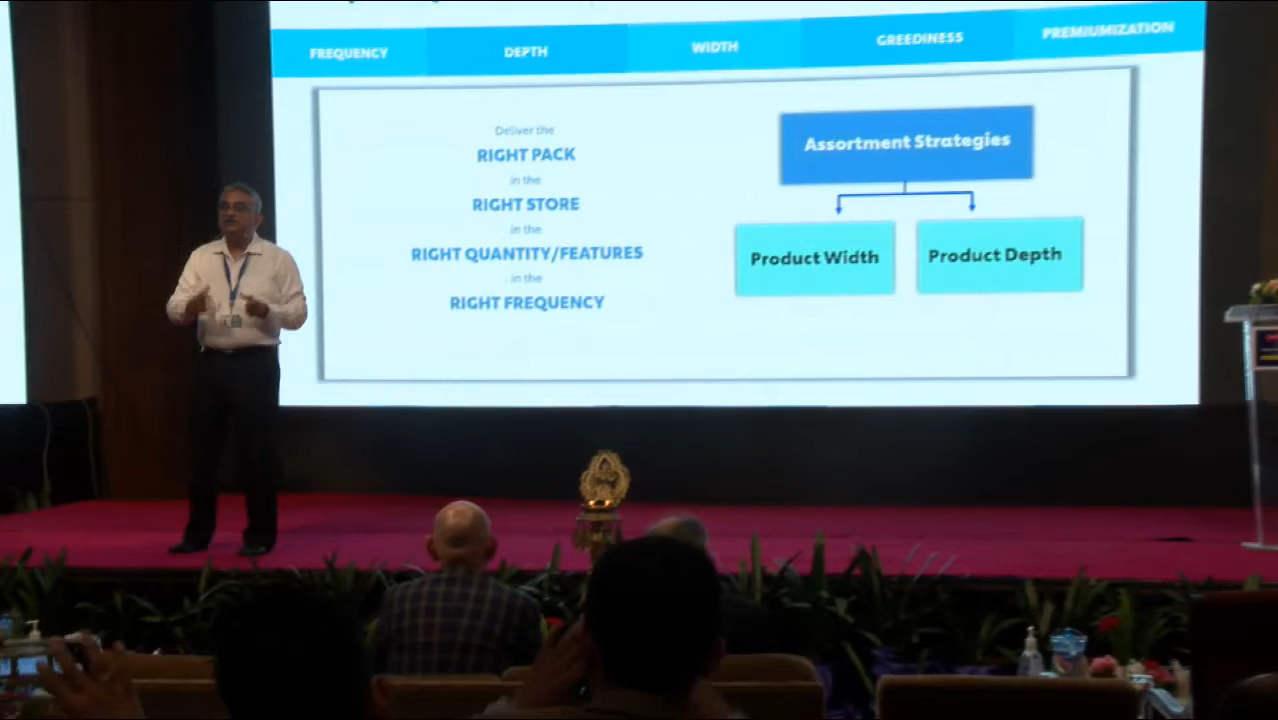 FREQUENCY
DEPTH
WIDTH
GREEDINESS
PREMIUMIZATION
Deliver the
RIGHT PACK
in the
RIGHT STORE
in the
RIGHT QUANTITY/FEATURES
in the
RIGHT FREQUENCY
Assortment Strategies
Product Width
Product Depth